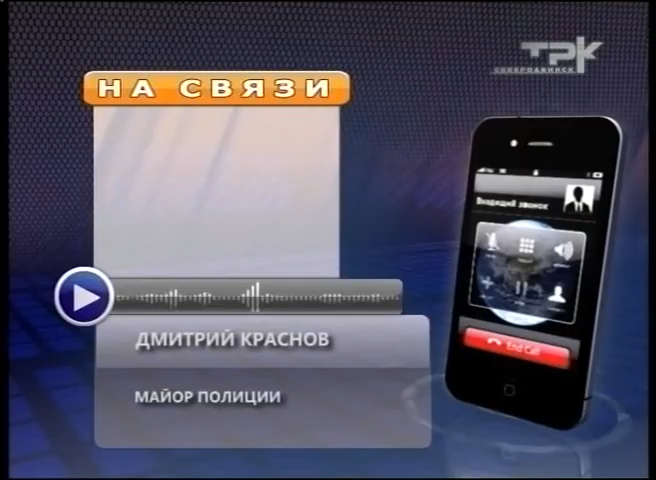 ТРК
СЕВЕРОДВИНСК
НА СВЯЗИ
Входящий звонок
ДМИТРИЙ КРАСНОВ
End Call
МАЙОР ПОЛИЦИИ